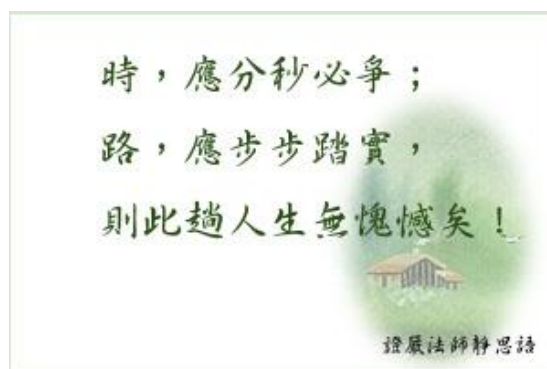 時，應分秒必爭；
路，應步步踏實，
則此趟人生無愧憾矣！
證嚴法師靜思語